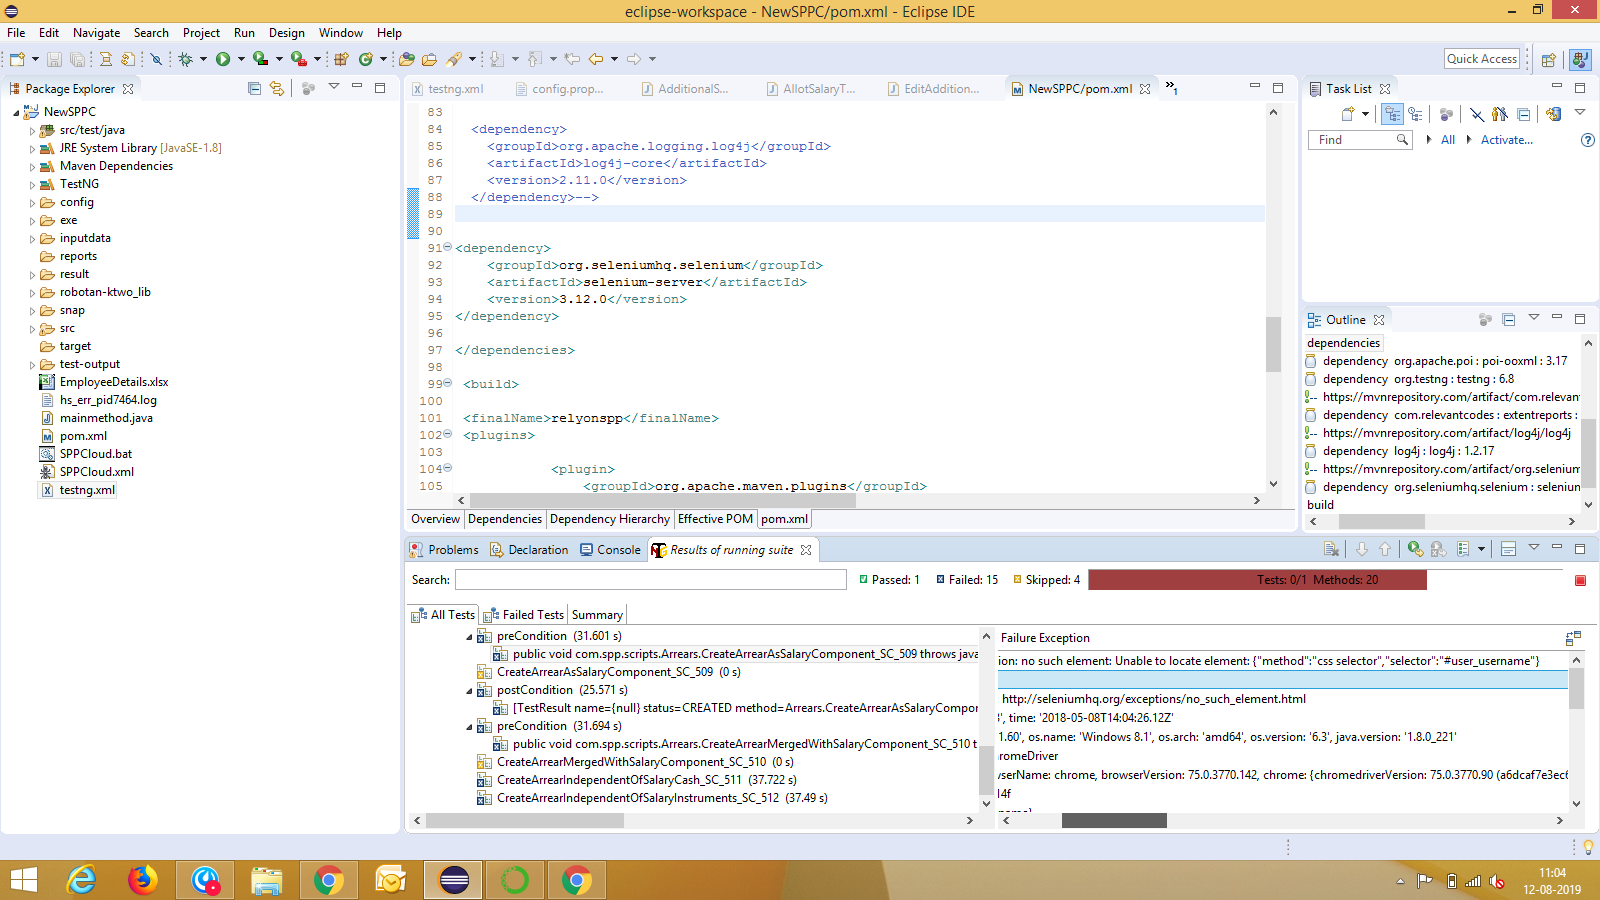 eclipse-workspace - NewSPPC/pom.xml - Eclipse IDE
File Edit Navigate Search Project Run Design Window Help
Quick Access
Package Explorer
NewSPPC
src/test/java
JRE System Library [JavaSE-1.8]
Maven Dependencies
TestNG
config
exe
inputdata
reports
result
robotan-ktwo_lib
snap
src
target
test-output
EmployeeDetails.xlsx
hs_err_pid7464.log
mainmethod.java
pom.xml
SPPCloud.bat
SPPCloud.xml
testng.xml
testng.xml config.prop... AdditionalS... AllotSalaryT... EditAddition... NewSPPC/pom.xml »1
83
84 <dependency>
85 <groupId>org.apache.logging.log4j</groupId>
86 <artifactId>log4j-core</artifactId>
87 <version>2.11.0</version>
88 </dependency>-->
89
90
91 <dependency>
92 <groupId>org.seleniumhq.selenium</groupId>
93 <artifactId>selenium-server</artifactId>
94 <version>3.12.0</version>
95 </dependency>
96
97 </dependencies>
98
99 <build>
100
101 <finalName>relyonspp</finalName>
102 <plugins>
103
104 <plugin>
105 <groupId>org.apache.maven.plugins</groupId>
Overview Dependencies Dependency Hierarchy Effective POM pom.xml
Task List
Find All Activate...
Outline
dependencies
dependency org.apache.poi : poi-ooxml : 3.17
dependency org.testng : testng : 6.8
https://mvnrepository.com/artifact/com.relevan
dependency com.relevantcodes : extentreports :
https://mvnrepository.com/artifact/log4j/log4j
dependency log4j : log4j : 1.2.17
https://mvnrepository.com/artifact/org.selenium
dependency org.seleniumhq.selenium : selenium
build
Problems Declaration Console Results of running suite
Search: Passed: 1 Failed: 15 Skipped: 4 Tests: 0/1 Methods: 20
All Tests Failed Tests Summary
preCondition (31.601 s)
public void com.spp.scripts.Arrears.CreateArrearAsSalaryComponent_SC_509 throws java
CreateArrearAsSalaryComponent_SC_509 (0 s)
postCondition (25.571 s)
[TestResult name={null} status=CREATED method=Arrears.CreateArrearAsSalaryCompor
preCondition (31.694 s)
public void com.spp.scripts.Arrears.CreateArrearMergedWithSalaryComponent_SC_510 t
CreateArrearMergedWithSalaryComponent_SC_510 (0 s)
CreateArrearIndependentOfSalaryCash_SC_511 (37.722 s)
CreateArrearIndependentOfSalaryInstruments_SC_512 (37.49 s)
Failure Exception
ion: no such element: Unable to locate element: {"method":"css selector","selector":"#user_username"}
http://seleniumhq.org/exceptions/no_such_element.html
', time: '2018-05-08T14:04:26.12Z'
1.60', os.name: 'Windows 8.1', os.arch: 'amd64', os.version: '6.3', java.version: '1.8.0_221'
romeDriver
wserName: chrome, browserVersion: 75.0.3770.142, chrome: {chromedriverVersion: 75.0.3770.90 (a6dcaf7e3ec6
14f
11:04
12-08-2019